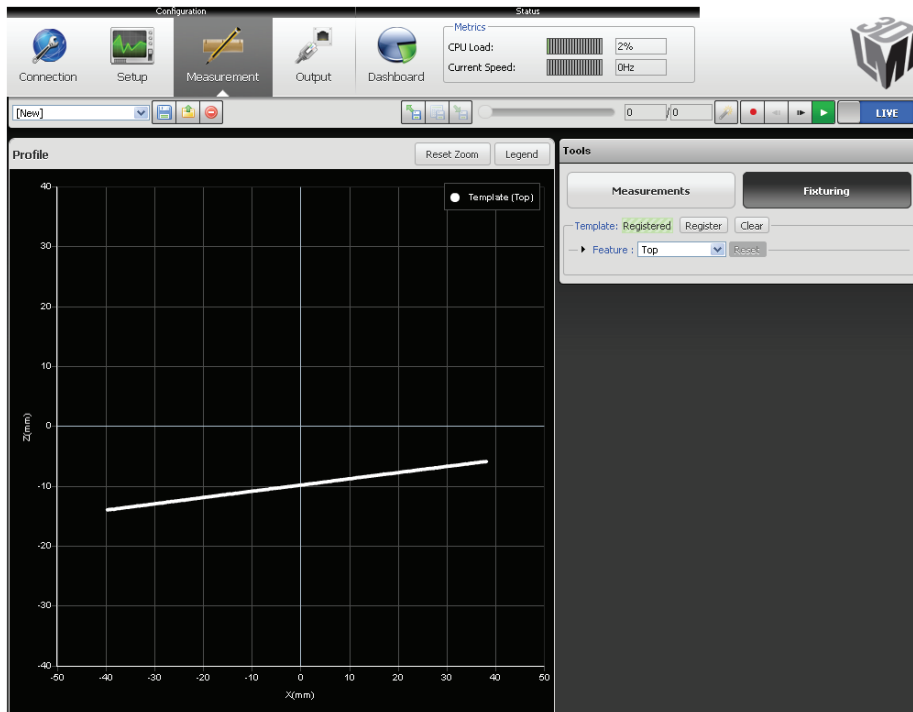 Configuration
Status
Connection
Setup
Measurement
Output
Dashboard
Metrics
CPU Load:
2%
Current Speed:
0Hz
3D
LMI
[New]
0 /0
LIVE
Profile
Reset Zoom
Legend
Tools
Measurements
Fixturing
Template: Registered Register Clear
Feature : Top Reset
Template (Top)
40
30
20
10
0
-10
-20
-30
-40
Z(mm)
-50 -40 -30 -20 -10 0 10 20 30 40 50
X(mm)